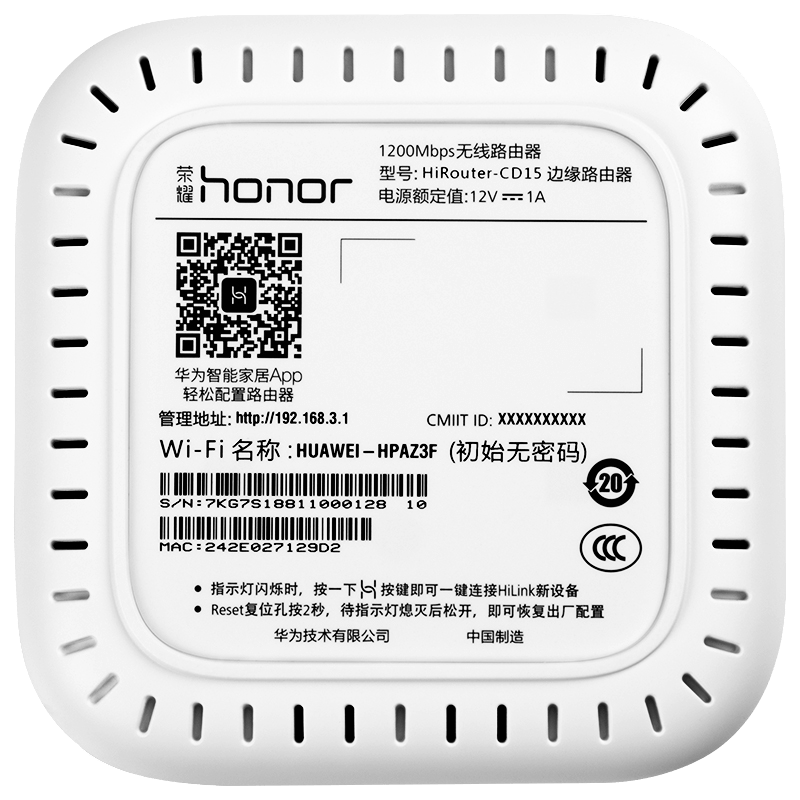 1200Mbps无线路由器
荣耀 honor
型号: HiRouter-CD15 边缘路由器
电源额定值:12V ⎓ 1A
华为智能家居App
轻松配置路由器
管理地址: http://192.168.3.1
CMIIT ID: XXXXXXXXXX
Wi-Fi 名称 : HUAWEI-HPAZ3F (初始无密码)
20
S/N:7KG7S18811000128 10
MAC:242E027129D2
CCC
• 指示灯闪烁时，按一下 按键即可一键连接HiLink新设备
• Reset复位孔按2秒，待指示灯熄灭后松开，即可恢复出厂配置
华为技术有限公司 中国制造